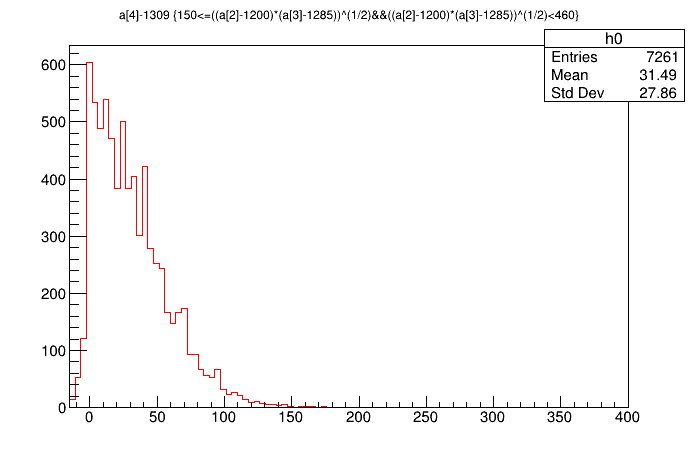 a[4]-1309 {150<=((a[2]-1200)*(a[3]-1285))^(1/2)&&((a[2]-1200)*(a[3]-1285))^(1/2)<460}
h0
Entries 7261
Mean 31.49
Std Dev 27.86
600
500
400
300
200
100
0
0 50 100 150 200 250 300 350 400